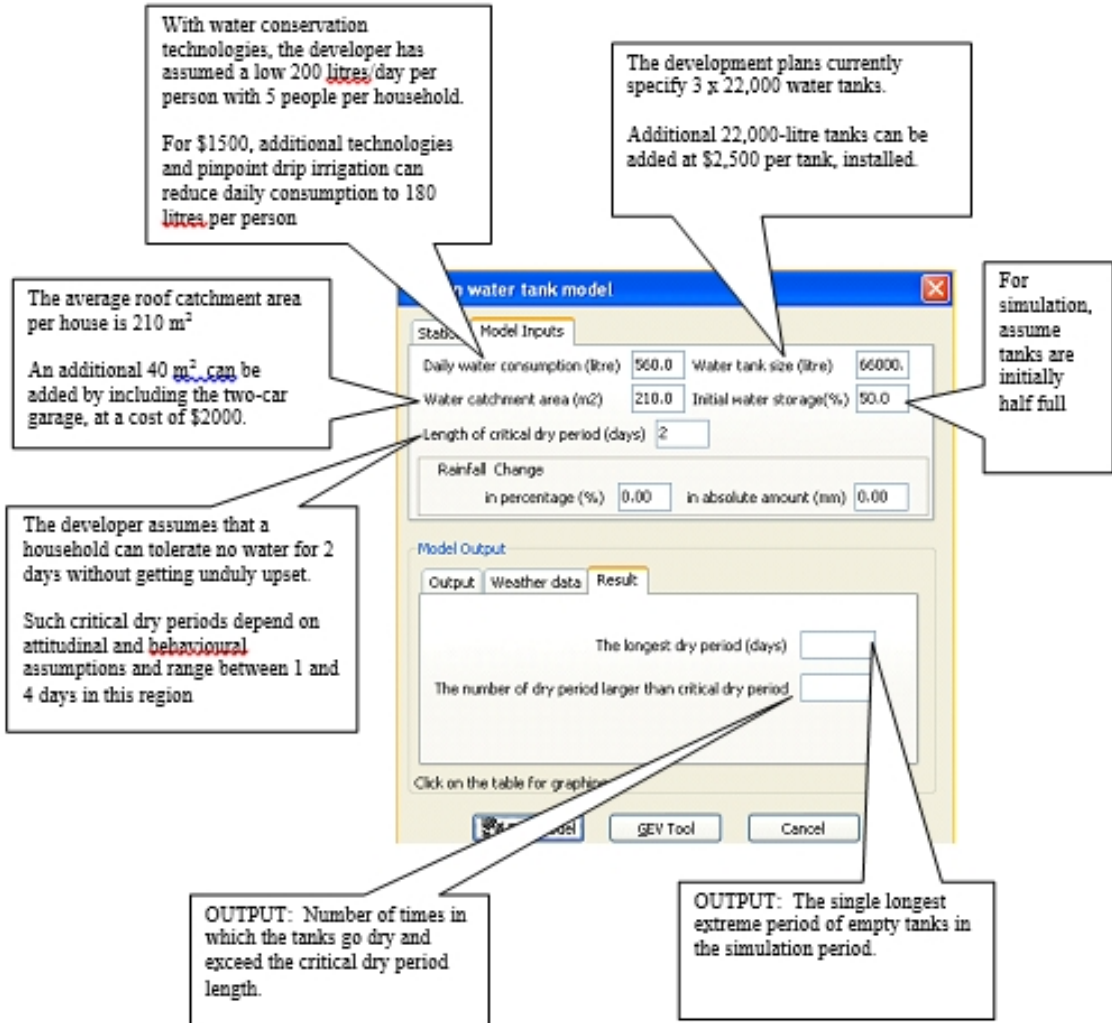 With water conservation
technologies, the developer has
assumed a low 200 litres/day per
person with 5 people per household.
For $1500, additional technologies
and pinpoint drip irrigation can
reduce daily consumption to 180
litres per person
The development plans currently
specify 3 x 22,000 water tanks.
Additional 22,000-litre tanks can be
added at $2,500 per tank, installed.
The average roof catchment area
per house is 210 m²
An additional 40 m² can be
added by including the two-car
garage, at a cost of $2000.
For
simulation,
assume
tanks are
initially
half full
water tank model
Model Inputs
Daily water consumption (litre) 560.0 Water tank size (litre) 66000.
Water catchment area (m2) 210.0 Initial water storage(%) 50.0
Length of critical dry period (days) 2
Rainfall Change
in percentage (%) 0.00 in absolute amount (mm) 0.00
The developer assumes that a
household can tolerate no water for 2
days without getting unduly upset.
Such critical dry periods depend on
attitudinal and behavioural
assumptions and range between 1 and
4 days in this region
Model Output
Output Weather data Result
The longest dry period (days)
The number of dry period larger than critical dry period
Click on the table for graphing
GEV Tool Cancel
OUTPUT: Number of times in
which the tanks go dry and
exceed the critical dry period
length.
OUTPUT: The single longest
extreme period of empty tanks in
the simulation period.